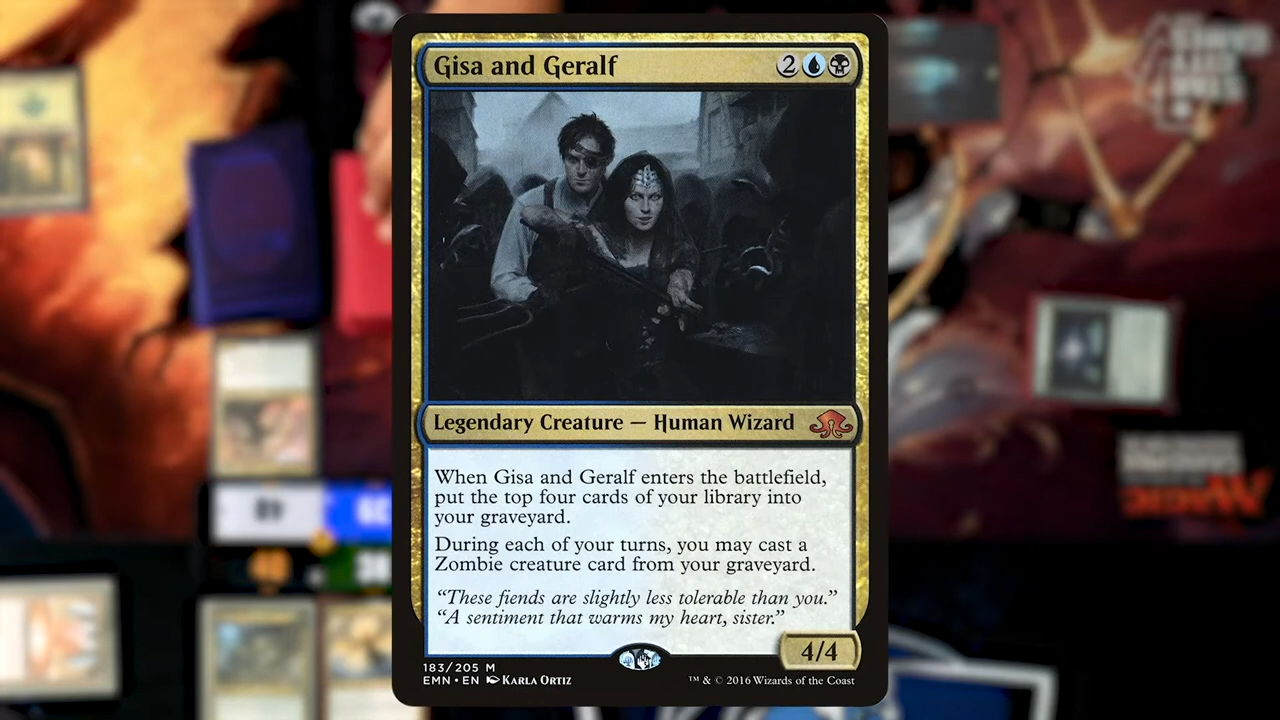 Gisa and Geralf
2
Legendary Creature — Human Wizard
When Gisa and Geralf enters the battlefield,
put the top four cards of your library into
your graveyard.
During each of your turns, you may cast a
Zombie creature card from your graveyard.
“These fiends are slightly less tolerable than you.”
“A sentiment that warms my heart, sister.”
4/4
183/205 M
EMN • EN Karla Ortiz
™ & © 2016 Wizards of the Coast